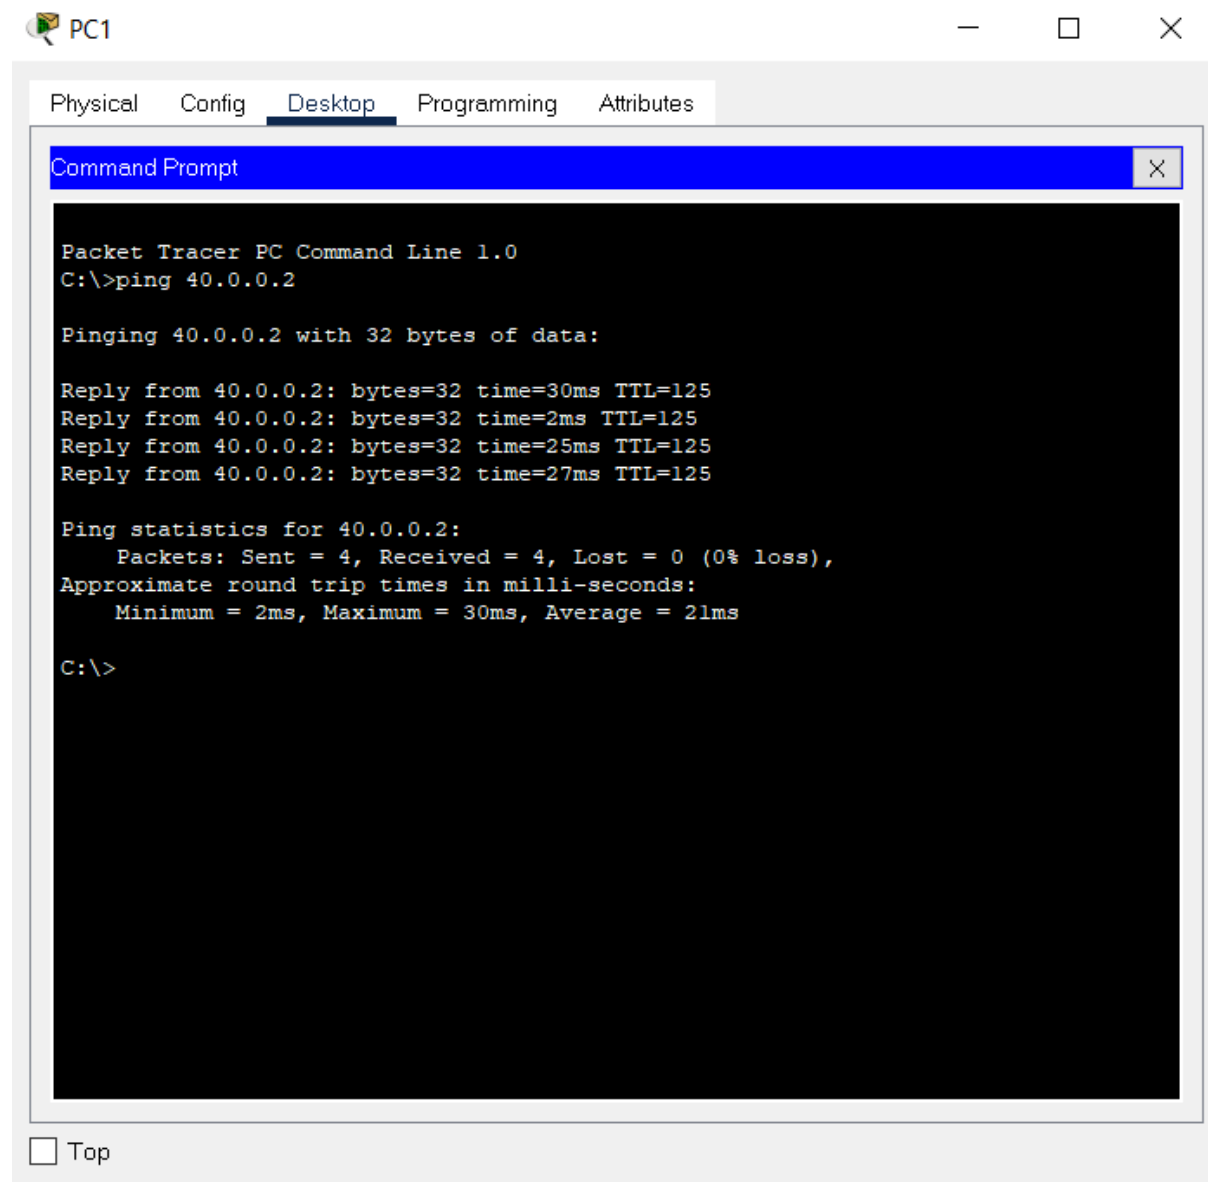 PC1
Physical Config Desktop Programming Attributes
Command Prompt
X
Packet Tracer PC Command Line 1.0
C:\>ping 40.0.0.2
Pinging 40.0.0.2 with 32 bytes of data:
Reply from 40.0.0.2: bytes=32 time=30ms TTL=125
Reply from 40.0.0.2: bytes=32 time=2ms TTL=125
Reply from 40.0.0.2: bytes=32 time=25ms TTL=125
Reply from 40.0.0.2: bytes=32 time=27ms TTL=125
Ping statistics for 40.0.0.2:
Packets: Sent = 4, Received = 4, Lost = 0 (0% loss),
Approximate round trip times in milli-seconds:
Minimum = 2ms, Maximum = 30ms, Average = 21ms
C:\>
Top